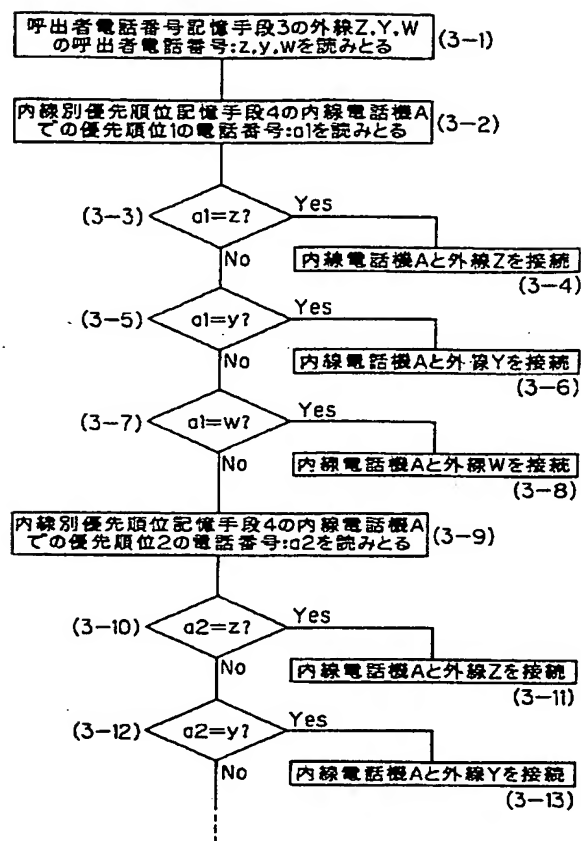 呼出者電話番号記憶手段3の外線Z,Y,W
の呼出者電話番号:z,y,wを読みとる
(3-1)
内線別優先順位記憶手段4の内線電話機A
での優先順位1の電話番号:a1を読みとる
(3-2)
(3-3)
a1=z?
Yes
No
内線電話機Aと外線Zを接続
(3-4)
(3-5)
a1=y?
Yes
No
内線電話機Aと外線Yを接続
(3-6)
(3-7)
a1=w?
Yes
No
内線電話機Aと外線Wを接続
(3-8)
内線別優先順位記憶手段4の内線電話機A
での優先順位2の電話番号:a2を読みとる
(3-9)
(3-10)
a2=z?
Yes
No
内線電話機Aと外線Zを接続
(3-11)
(3-12)
a2=y?
Yes
No
内線電話機Aと外線Yを接続
(3-13)